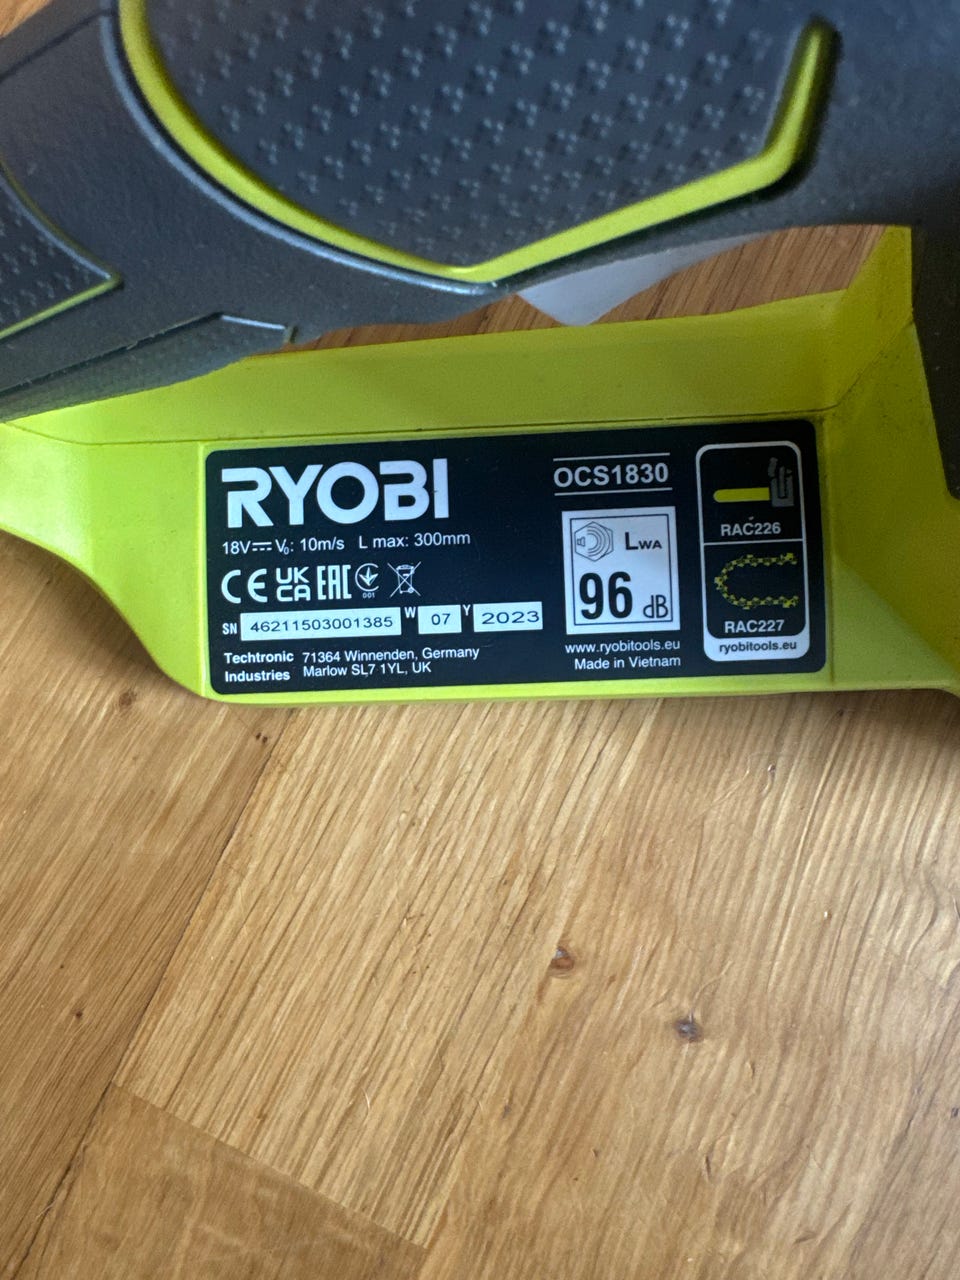 RYOBI
18V⎓ V₀: 10m/s L max: 300mm
CE UK CA EAC 001
SN 46211503001385 W 07 Y 2023
Techtronic 71364 Winnenden, Germany
Industries Marlow SL7 1YL, UK
OCS1830
LWA
96 dB
www.ryobitools.eu
Made in Vietnam
RAC226
RAC227
ryobitools.eu